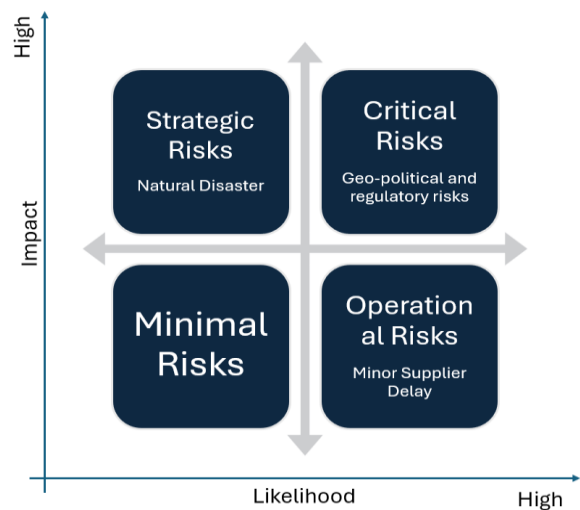 High
Impact
Strategic
Risks
Natural Disaster
Critical
Risks
Geo-political and
regulatory risks
Minimal
Risks
Operation
al Risks
Minor Supplier
Delay
Likelihood
High